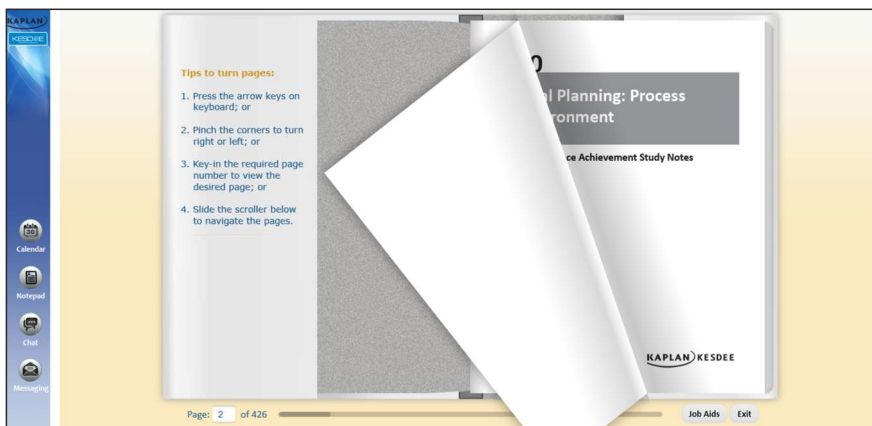 KAPLAN
KESDEE
Tips to turn pages:
1. Press the arrow keys on
keyboard; or
2. Pinch the corners to turn
right or left; or
3. Key-in the required page
number to view the
desired page; or
4. Slide the scroller below
to navigate the pages.
0
al Planning: Process
ronment
ce Achievement Study Notes
KAPLAN KESDEE
30
Calendar
Notepad
Chat
Messaging
Page: 2 of 426
Job Aids Exit